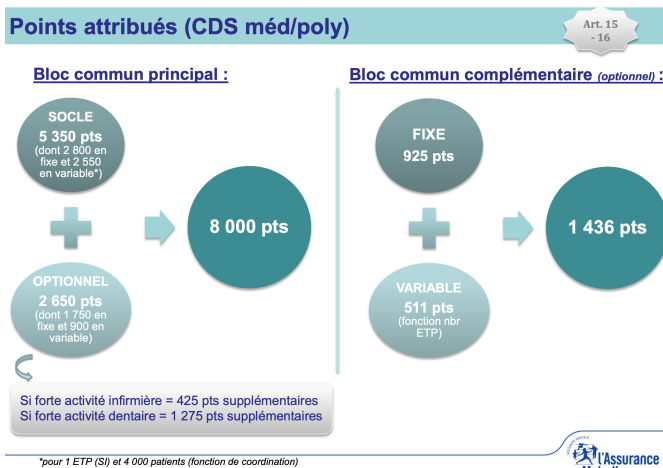 Points attribués (CDS méd/poly)
Art. 15
- 16
Bloc commun principal :
SOCLE
5 350 pts
(dont 2 800 en
fixe et 2 550
en variable*)
8 000 pts
OPTIONNEL
2 650 pts
(dont 1 750 en
fixe et 900 en
variable)
Si forte activité infirmière = 425 pts supplémentaires
Si forte activité dentaire = 1 275 pts supplémentaires
Bloc commun complémentaire (optionnel) :
FIXE
925 pts
1 436 pts
VARIABLE
511 pts
(fonction nbr
ETP)
*pour 1 ETP (SI) et 4 000 patients (fonction de coordination)
l'Assurance